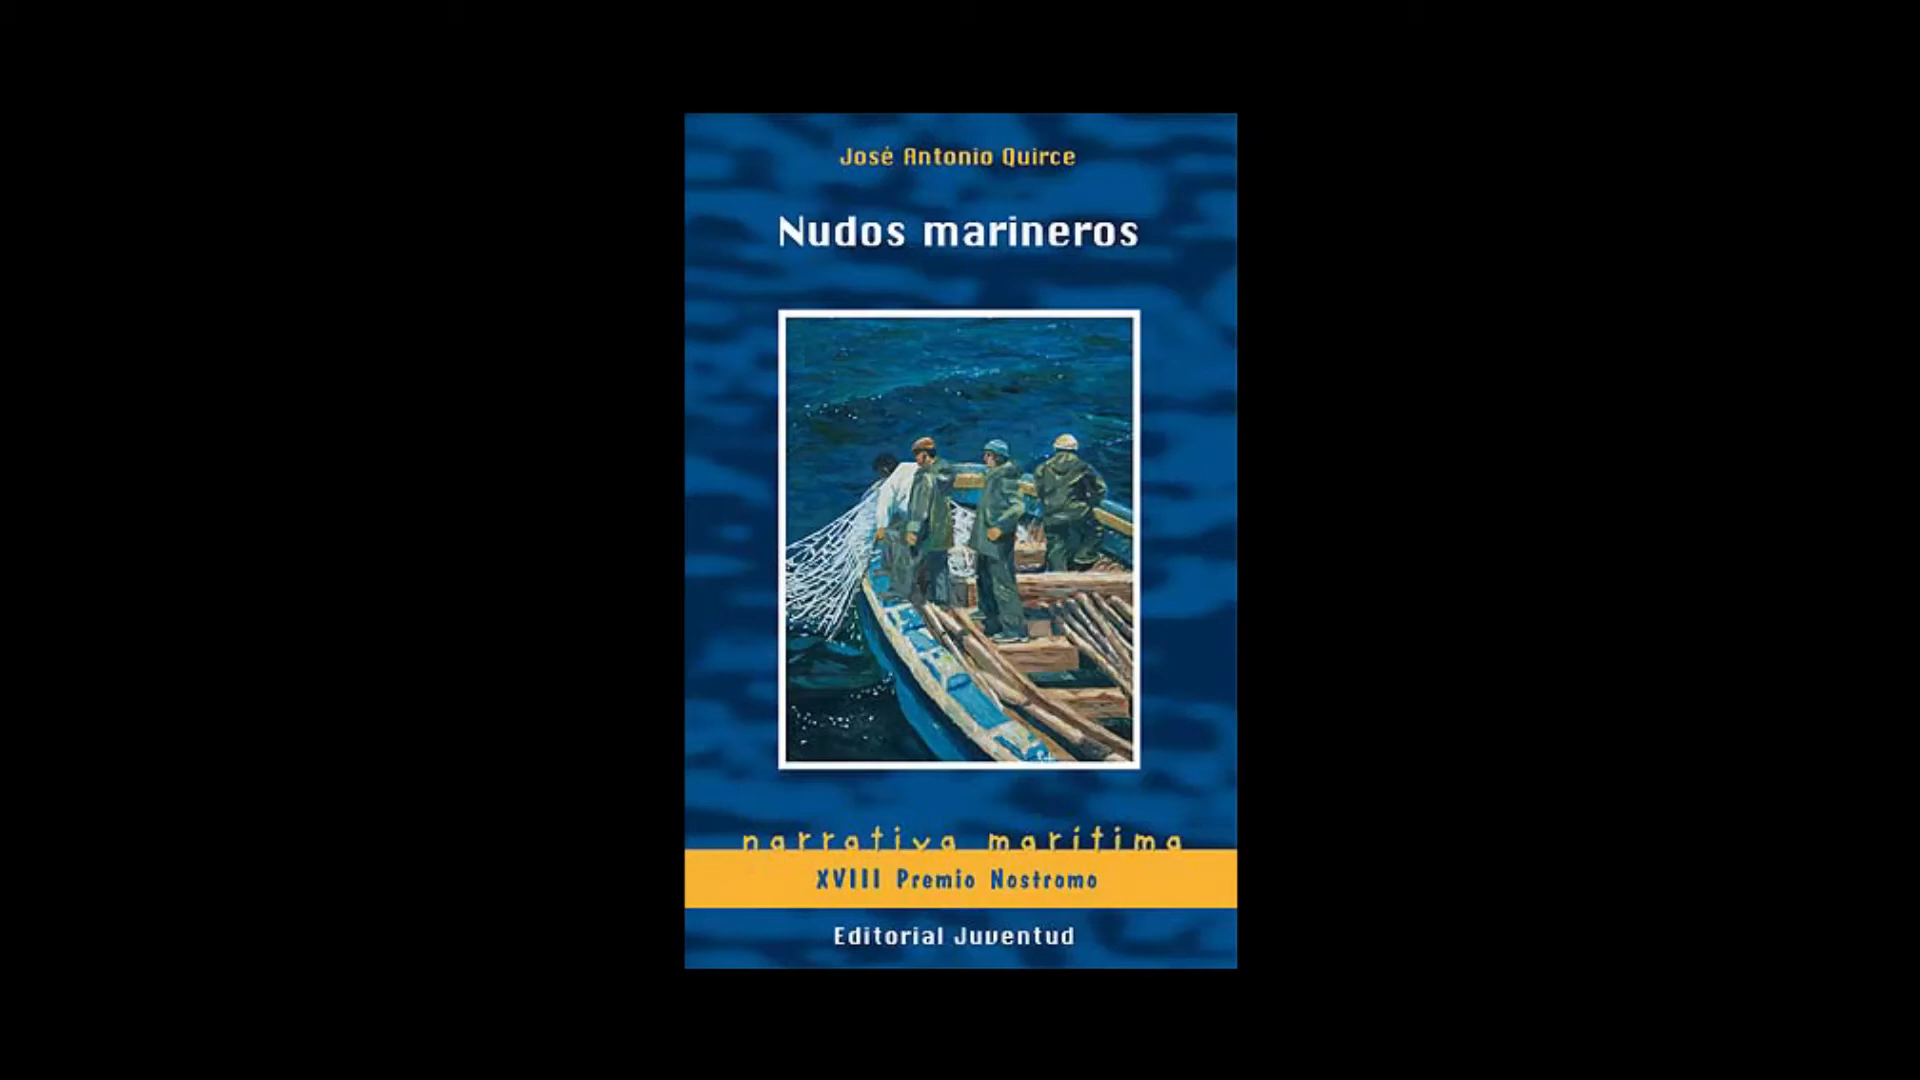 José Antonio Quirce
Nudos marineros
narrativa marítima
XVIII Premio Nostromo
Editorial Juventud